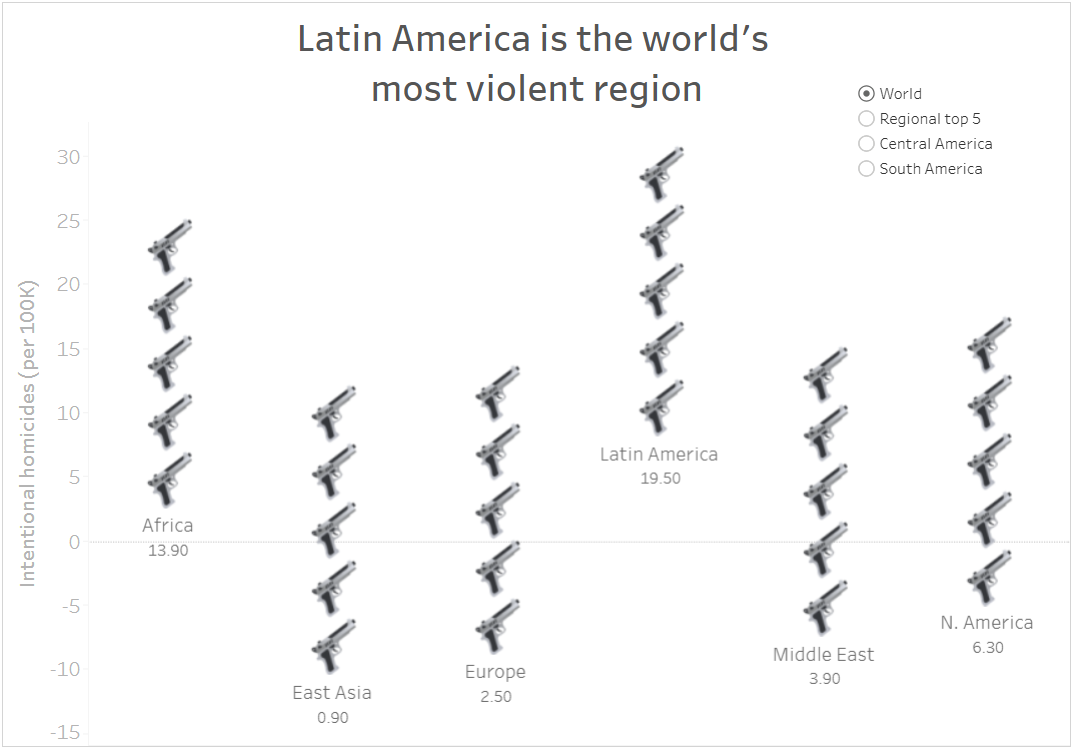 Latin America is the world’s
most violent region
World
Regional top 5
Central America
South America
Intentional homicides (per 100K)
30
25
20
15
10
5
0
-5
-10
-15
Africa
13.90
East Asia
0.90
Europe
2.50
Latin America
19.50
Middle East
3.90
N. America
6.30